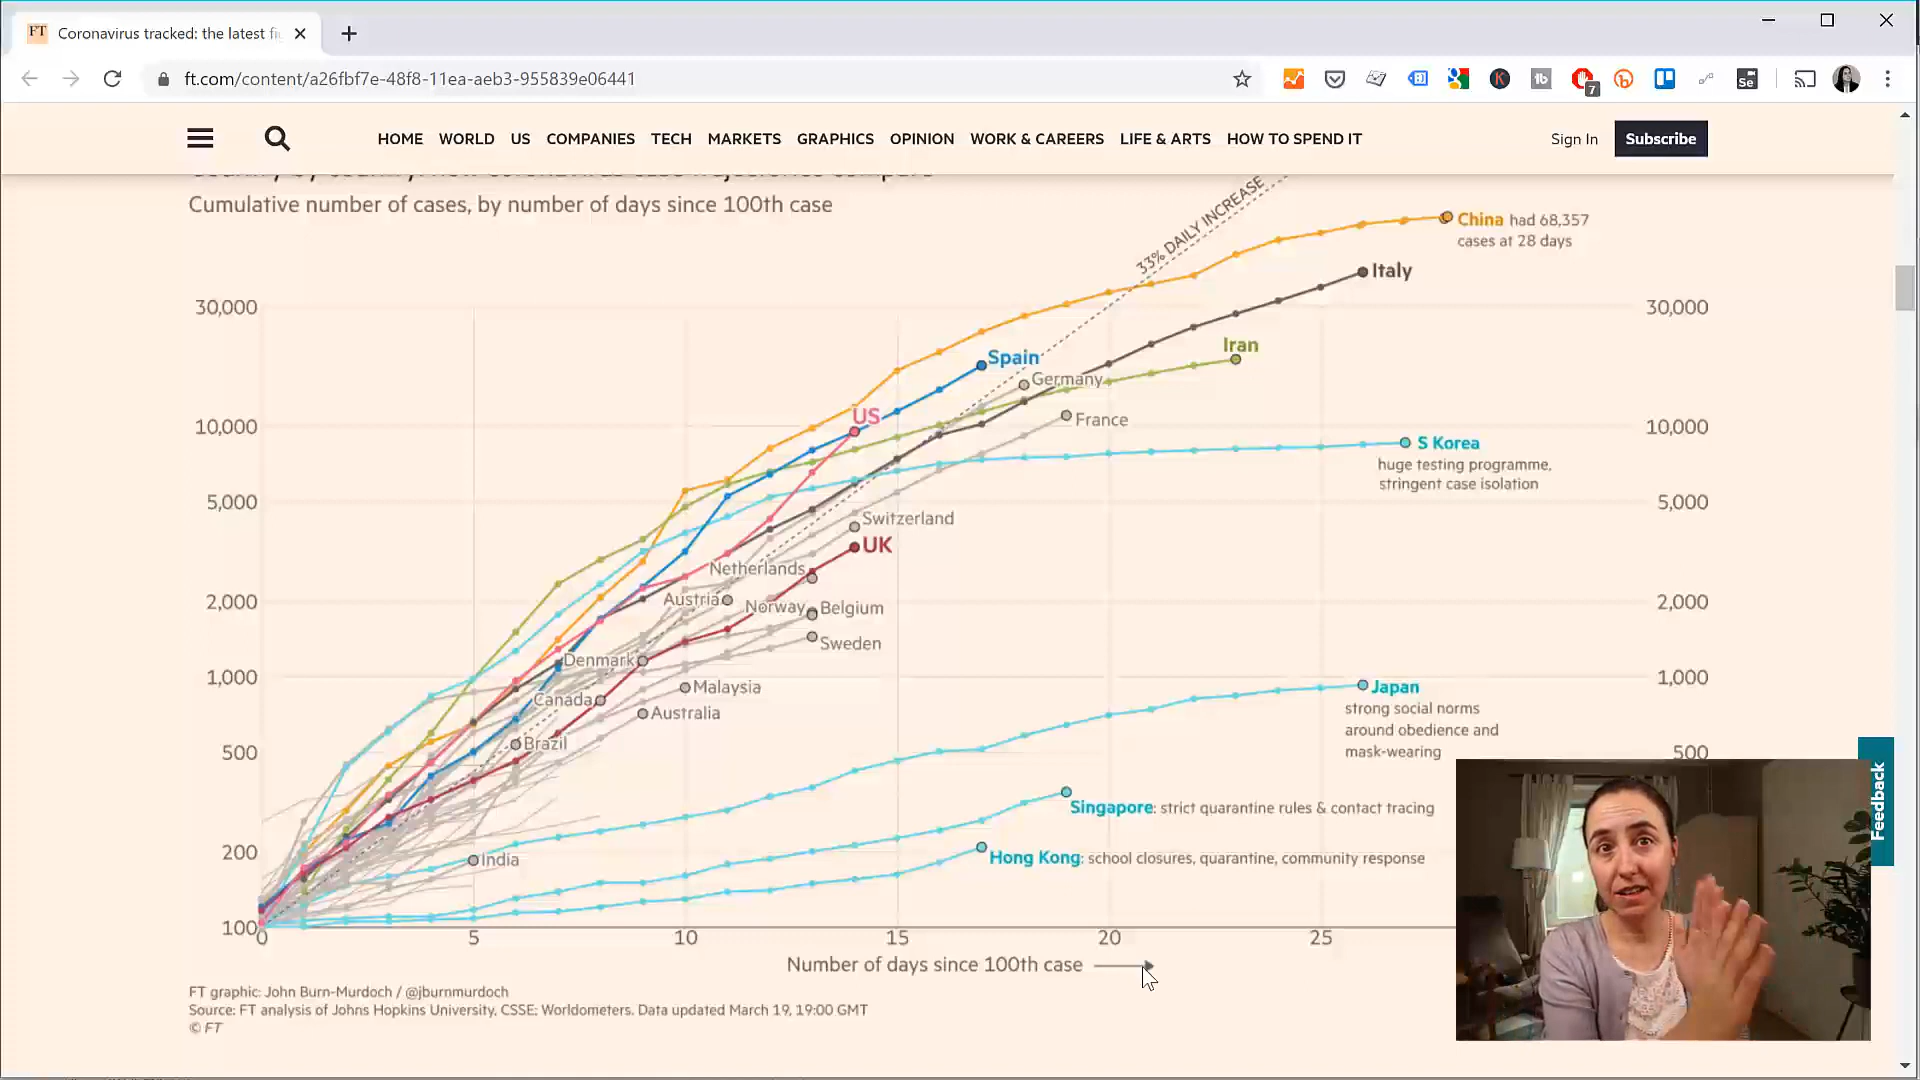 FT Coronavirus tracked: the latest fi
ft.com/content/a26fbf7e-48f8-11ea-aeb3-955839e06441
7
Se
HOME WORLD US COMPANIES TECH MARKETS GRAPHICS OPINION WORK & CAREERS LIFE & ARTS HOW TO SPEND IT Sign In Subscribe
Cumulative number of cases, by number of days since 100th case
33% DAILY INCREASE
China had 68,357
cases at 28 days
Italy
30,000 30,000
Iran
Spain
Germany
US
France
10,000 10,000
S Korea
huge testing programme,
stringent case isolation
5,000 5,000
Switzerland
UK
Netherlands
2,000 2,000
Austria
Norway
Belgium
Sweden
Denmark
1,000 1,000
Malaysia
Japan
Canada
strong social norms
around obedience and
mask-wearing
Australia
Brazil
500 500
Singapore: strict quarantine rules & contact tracing
Feedback
200
India
Hong Kong: school closures, quarantine, community response
100
0 5 10 15 20 25
Number of days since 100th case
FT graphic: John Burn-Murdoch / @jburnmurdoch
Source: FT analysis of Johns Hopkins University, CSSE; Worldometers. Data updated March 19, 19:00 GMT
© FT